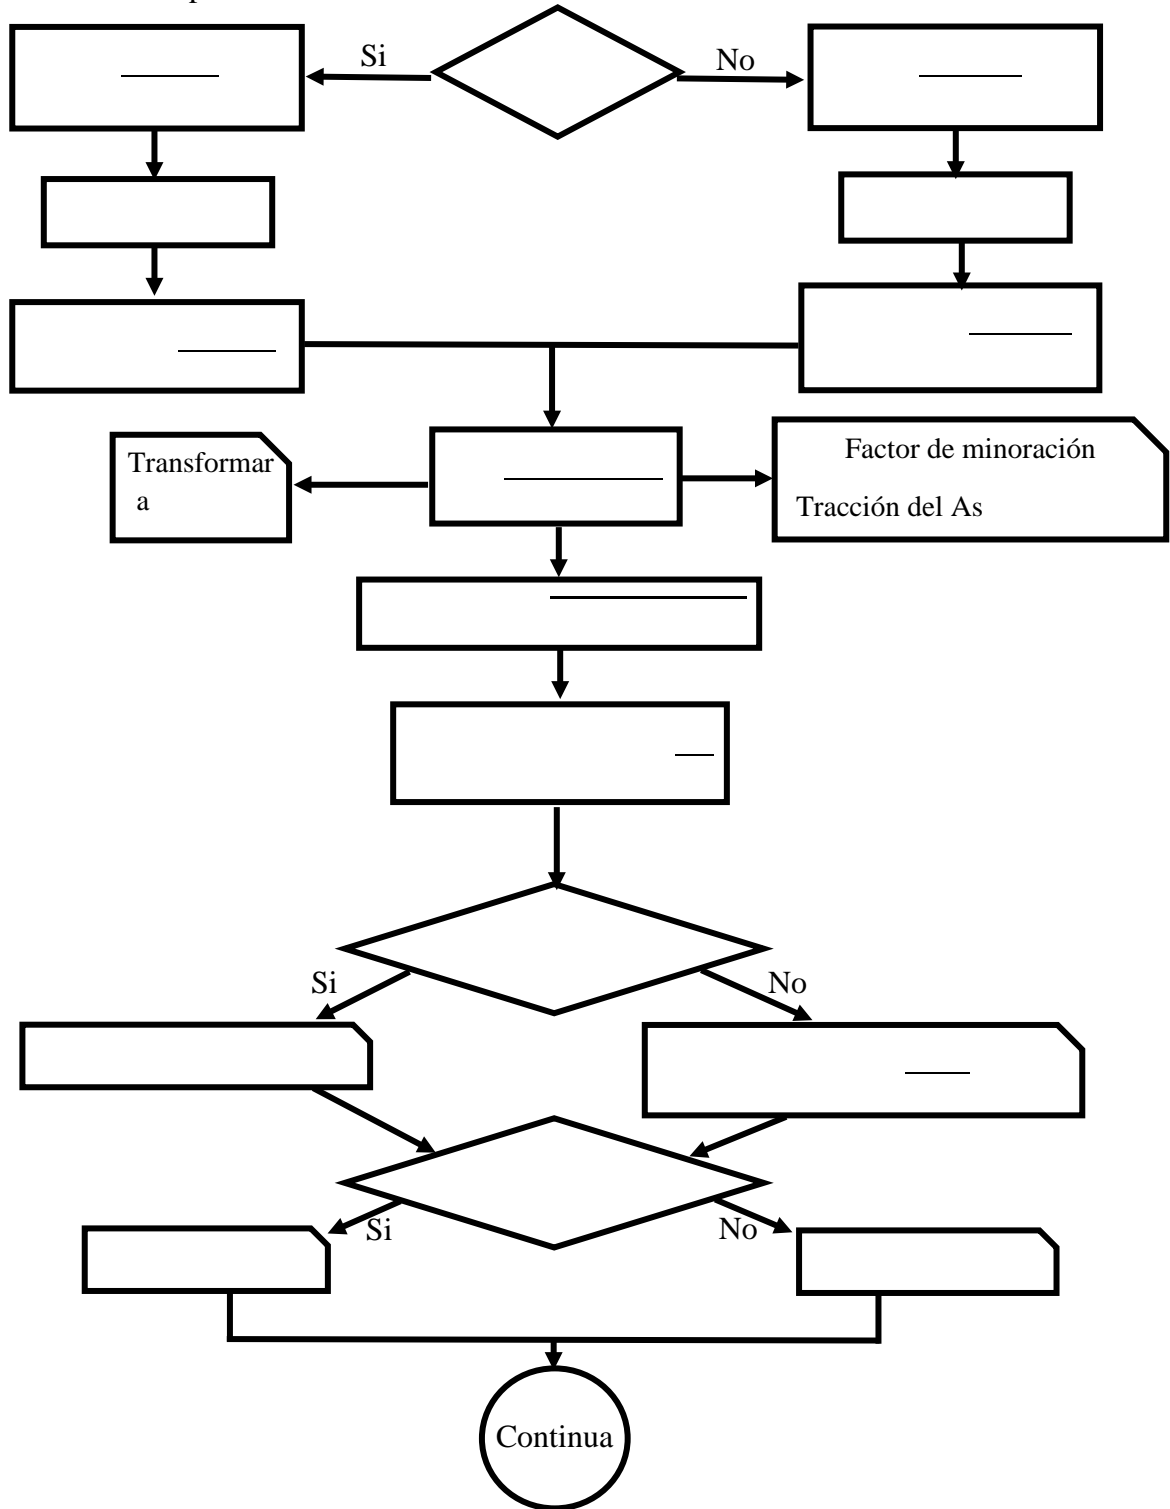 Si
No
Transformar
a
Factor de minoración
Tracción del As
Si
No
Si
No
Continua